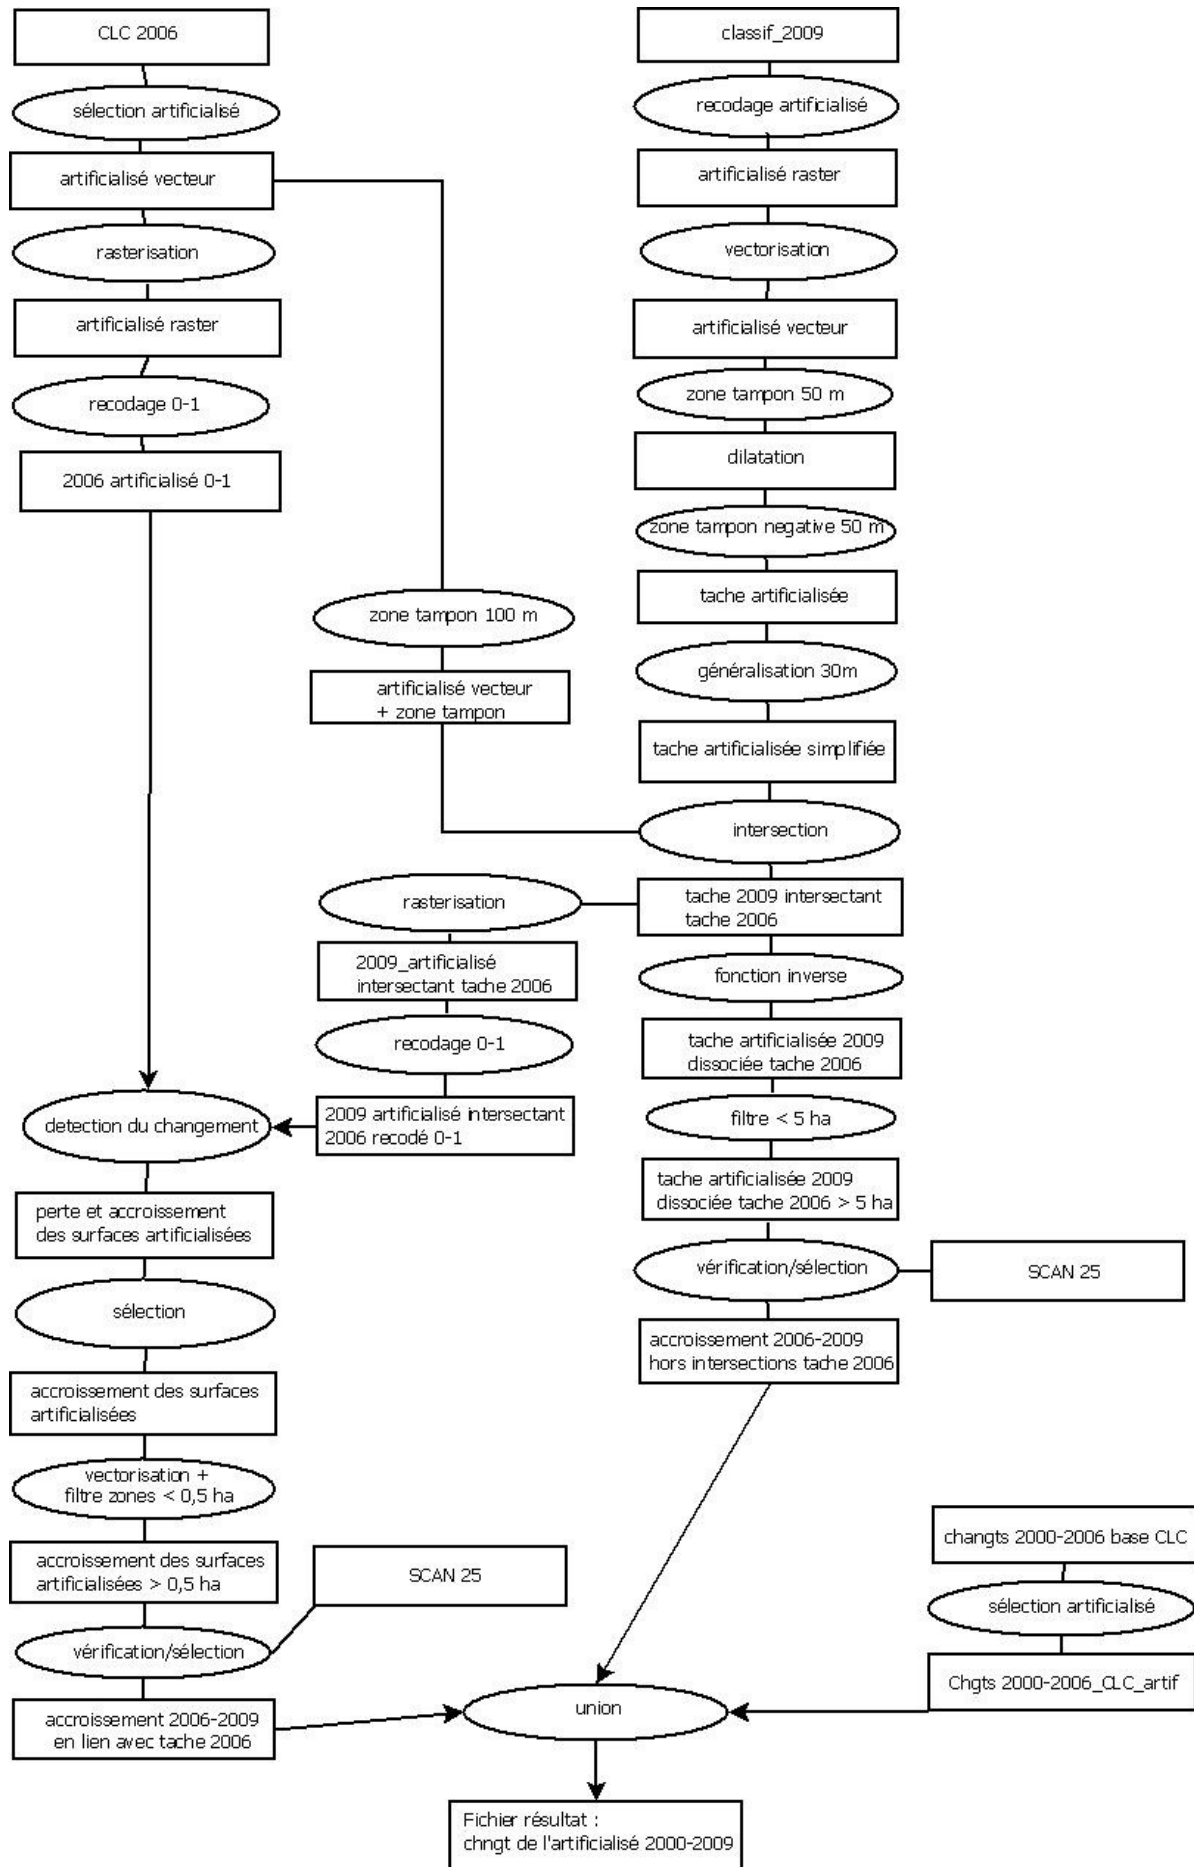 CLC 2006
sélection artificialisé
artificialisé vecteur
rasterisation
artificialisé raster
recodage 0-1
2006 artificialisé 0-1
classif_2009
recodage artificialisé
artificialisé raster
vectorisation
artificialisé vecteur
zone tampon 50 m
dilatation
zone tampon negative 50 m
tache artificialisée
généralisation 30m
tache artificialisée simplifiée
intersection
zone tampon 100 m
artificialisé vecteur
+ zone tampon
tache 2009 intersectant
tache 2006
rasterisation
2009_artificialisé
intersectant tache 2006
recodage 0-1
2009 artificialisé intersectant
2006 recodé 0-1
fonction inverse
tache artificialisée 2009
dissociée tache 2006
filtre < 5 ha
tache artificialisée 2009
dissociée tache 2006 > 5 ha
vérification/sélection
SCAN 25
accroissement 2006-2009
hors intersections tache 2006
detection du changement
perte et accroissement
des surfaces artificialisées
sélection
accroissement des surfaces
artificialisées
vectorisation +
filtre zones < 0,5 ha
accroissement des surfaces
artificialisées > 0,5 ha
SCAN 25
vérification/sélection
accroissement 2006-2009
en lien avec tache 2006
changts 2000-2006 base CLC
sélection artificialisé
Chgts 2000-2006_CLC_artif
union
Fichier résultat :
chngt de l'artificialisé 2000-2009